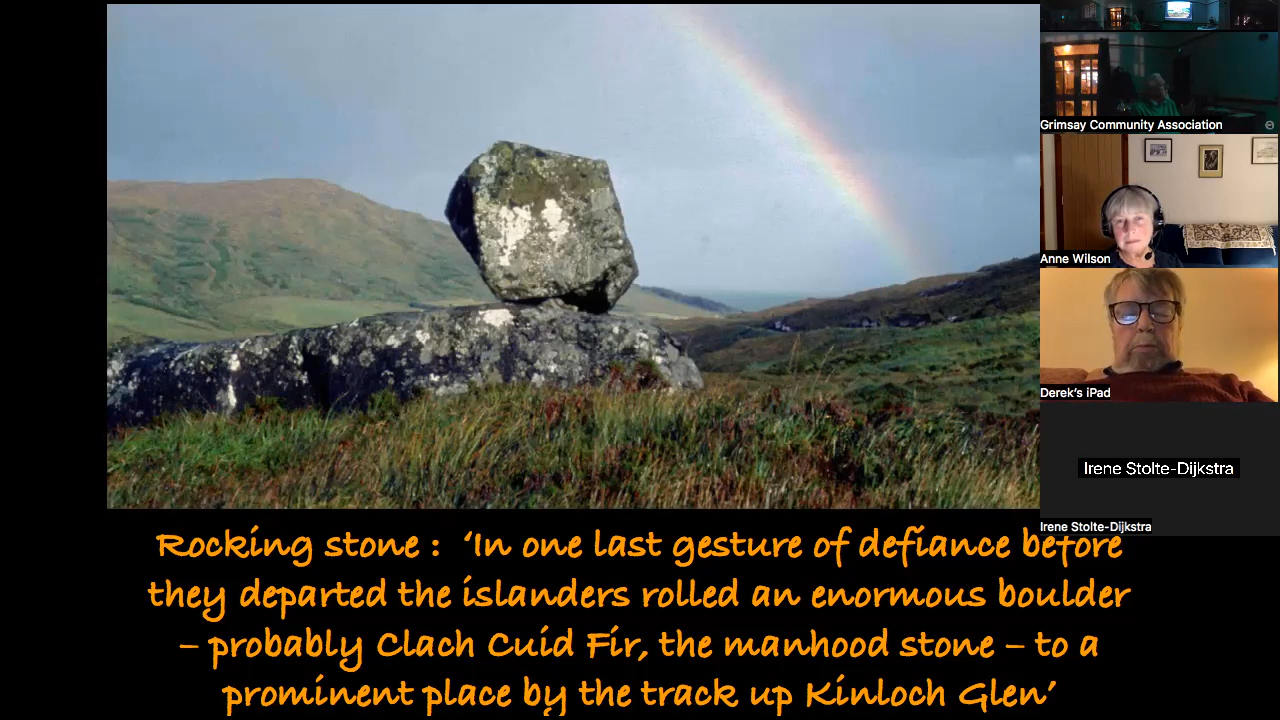 Rocking stone : ‘In one last gesture of defiance before
they departed the islanders rolled an enormous boulder
– probably Clach Cuid Fir, the manhood stone – to a
prominent place by the track up Kinloch Glen’
Grimsay Community Association
Anne Wilson
Derek’s iPad
Irene Stolte-Dijkstra
Irene Stolte-Dijkstra